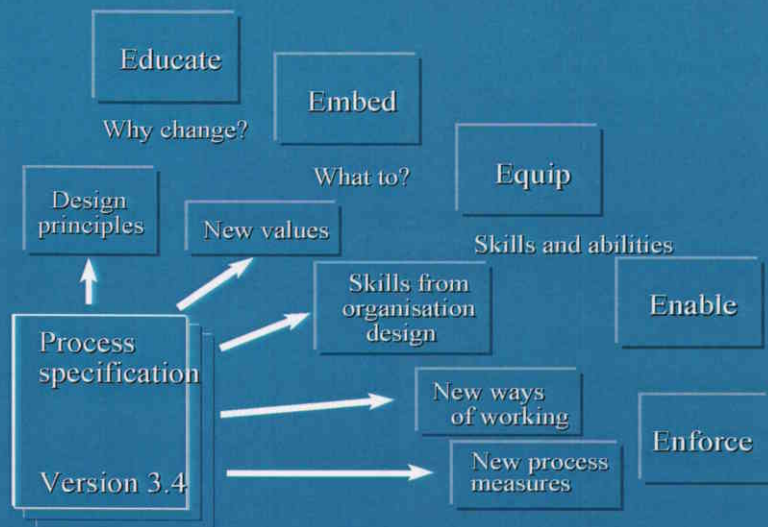 Educate
Embed
Why change?
What to?
Equip
Design
principles
New values
Skills and abilities
Skills from
organisation
design
Enable
Process
specification
New ways
of working
Enforce
New process
measures
Version 3.4